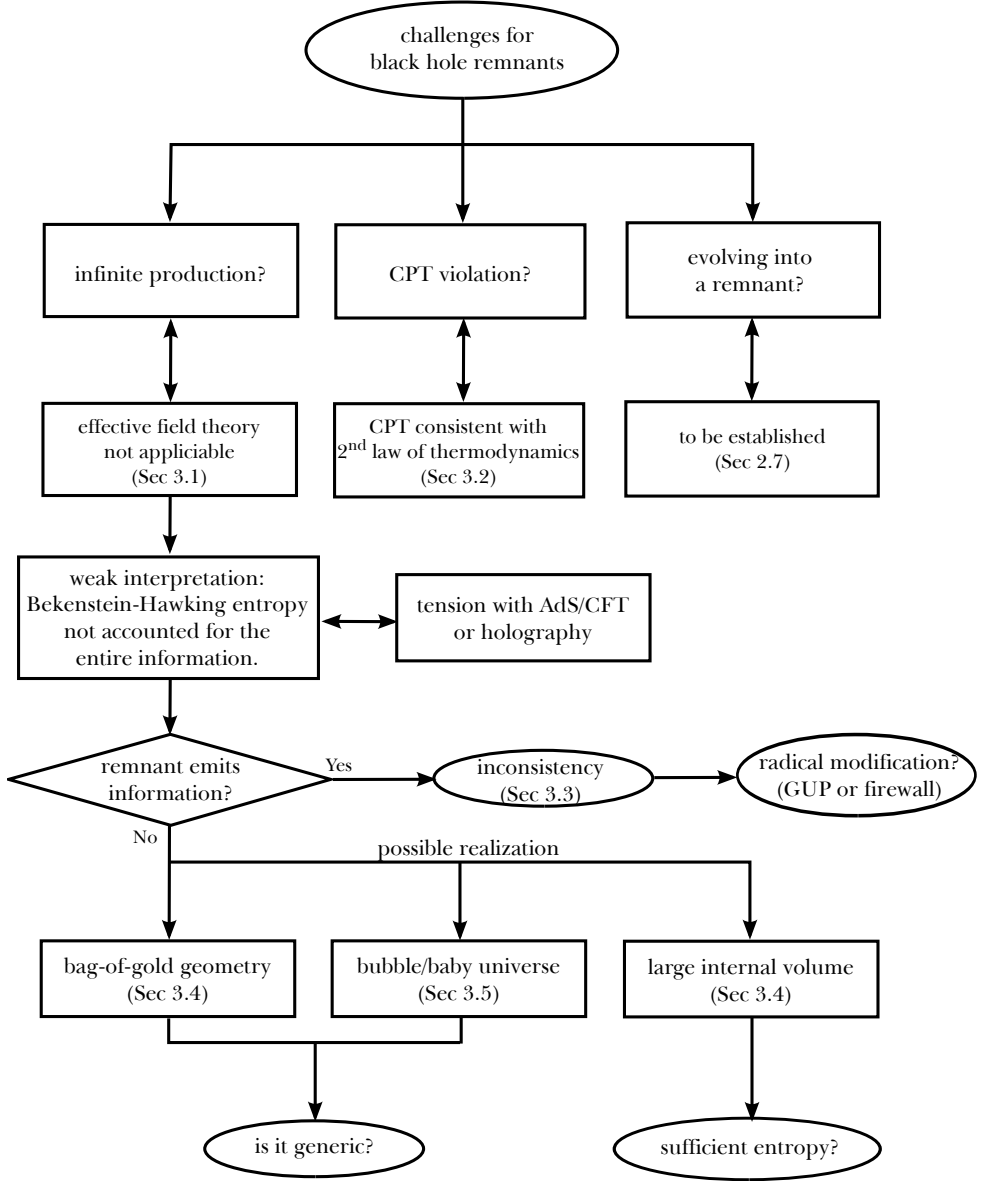 challenges for
black hole remnants
infinite production?
CPT violation?
evolving into
a remnant?
effective field theory
not appliciable
(Sec 3.1)
CPT consistent with
2nd law of thermodynamics
(Sec 3.2)
to be established
(Sec 2.7)
weak interpretation:
Bekenstein-Hawking entropy
not accounted for the
entire information.
tension with AdS/CFT
or holography
remnant emits
information?
Yes
inconsistency
(Sec 3.3)
radical modification?
(GUP or firewall)
No
possible realization
bag-of-gold geometry
(Sec 3.4)
bubble/baby universe
(Sec 3.5)
large internal volume
(Sec 3.4)
is it generic?
sufficient entropy?